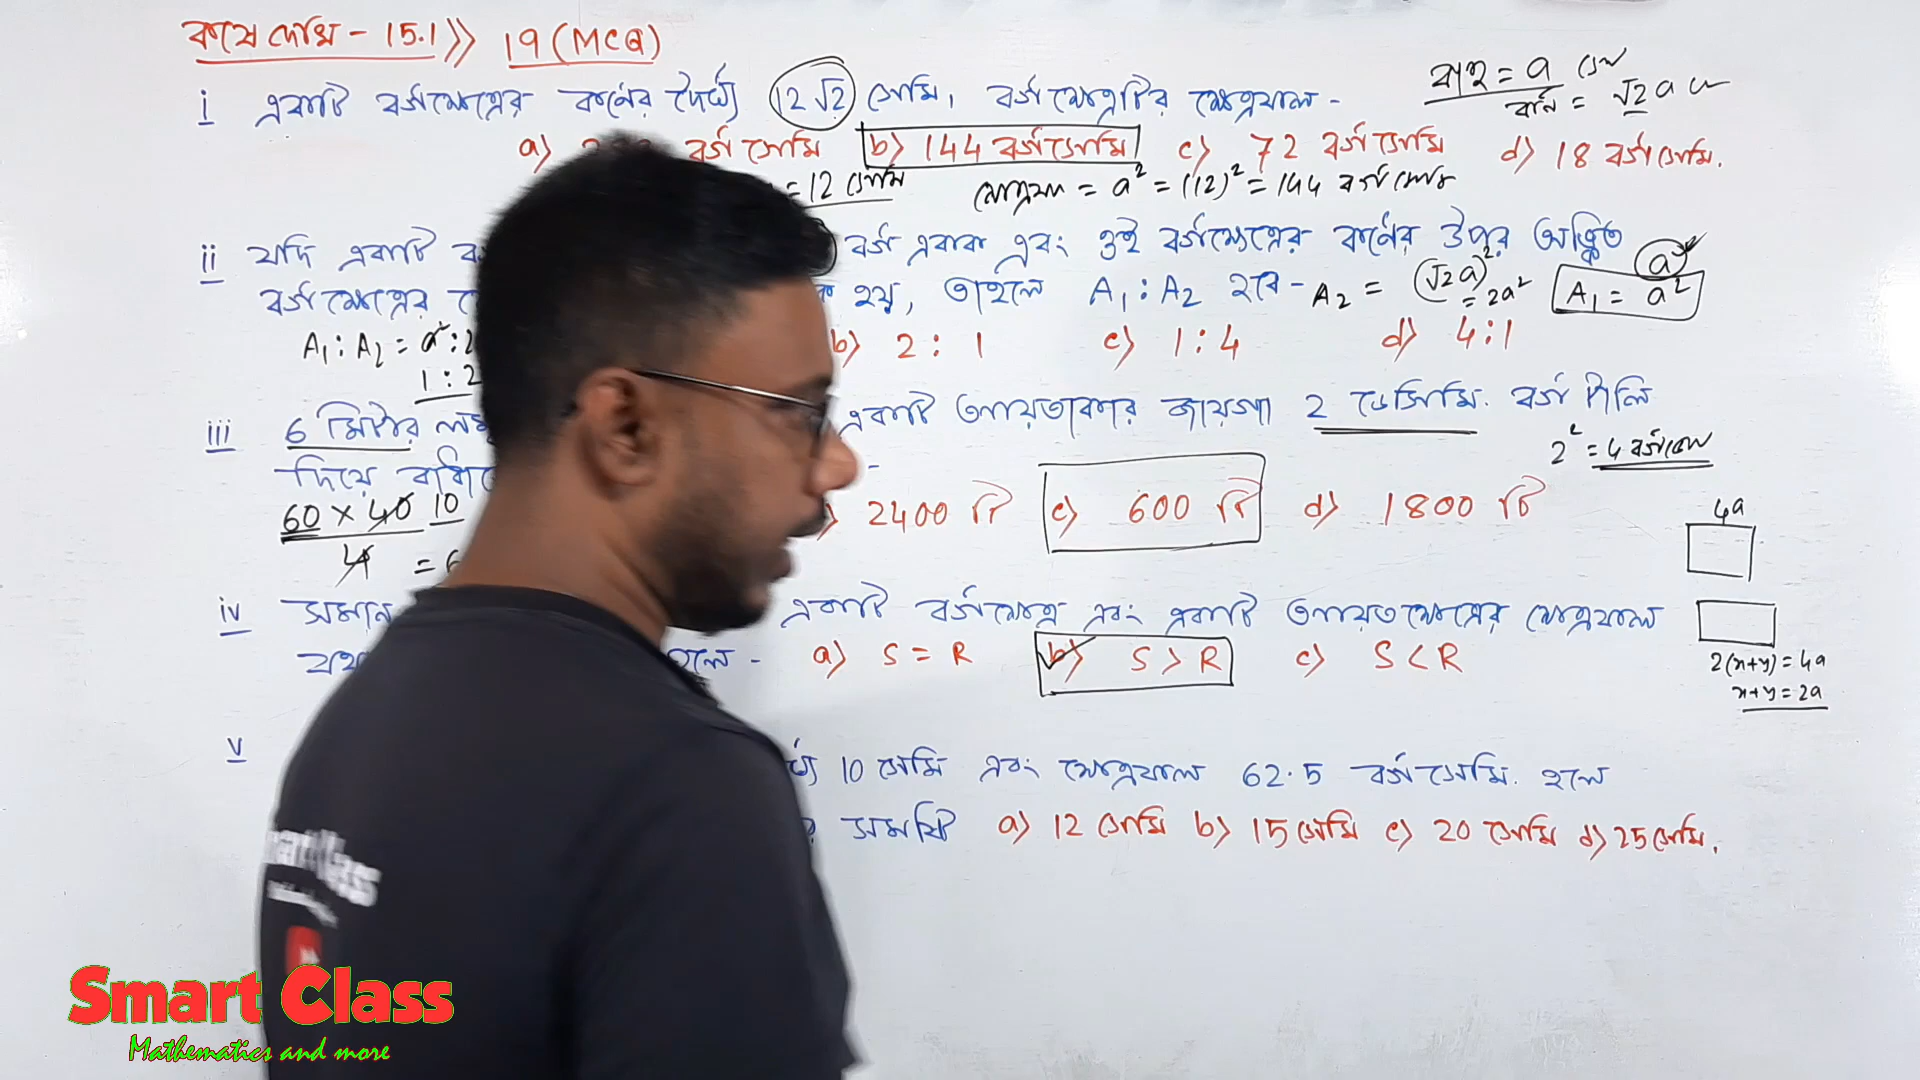 কষে দেখি - 15.1 >> 19 (MCQ)
i একটি বর্গক্ষেত্রের কর্ণের দৈর্ঘ্য 12√2 সেমি, বর্গক্ষেত্রটির ক্ষেত্রফল -
বাহু = a সেমি
কর্ণ = √2 a
a) বর্গ সেমি b) 144 বর্গসেমি c) 72 বর্গ সেমি d) 18 বর্গসেমি.
= 12 সেমি ক্ষেত্রফল = a² = (12)² = 144 বর্গসেমি
ii যদি একটি বর্গ একক এবং ওই বর্গক্ষেত্রের কর্ণের উপর অঙ্কিত
বর্গক্ষেত্রের হয়, তাহলে A₁ : A₂ হবে - A₂ = (√2a)² = 2a² A₁ = a²
A₁ : A₂ = a² : 2
1 : 2
b) 2 : 1 c) 1 : 4 d) 4 : 1
iii 6 মিটার একটি আয়তাকার জায়গা 2 ডেসিমি. বর্গ টালি
2² = 4
দিয়ে -
60 × 40 10
4 = 6
2400 টি c) 600 টি d) 1800 টি
4a
iv সমান একটি বর্গক্ষেত্র এবং একটি আয়তক্ষেত্রের ক্ষেত্রফল
হলে - a) S = R b) S > R c) S < R
2(x+y) = 4a
x+y = 2a
v 10 সেমি এবং ক্ষেত্রফল 62.5 বর্গসেমি. হলে
সমষ্টি a) 12 সেমি b) 15 সেমি c) 20 সেমি d) 25 সেমি.
Smart Class
Mathematics and more